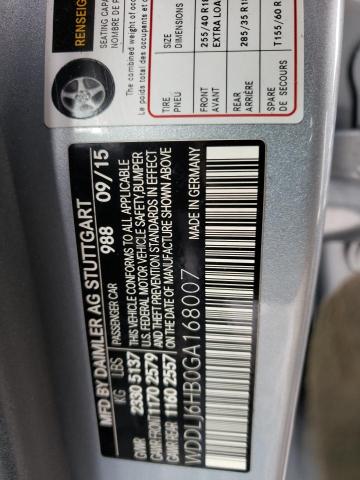 RENSEIG
SEATING CAPA
NOMBRE DE P
The combined weight of occupants
Le poids total des occupants et du
TIRE SIZE
PNEU DIMENSIONS
FRONT 255/40 R18
AVANT EXTRA LOA
REAR 285/35 R1
ARRIÈRE
SPARE T155/60 R
DE SECOURS
MFD BY DAIMLER AG STUTTGART
PASSENGER CAR 988 09/15
KG LBS
GVWR 2330 5137
GAWR FRONT 1170 2579
GAWR REAR 1160 2557
THIS VEHICLE CONFORMS TO ALL APPLICABLE
U.S. FEDERAL MOTOR VEHICLE SAFETY, BUMPER
AND THEFT PREVENTION STANDARDS IN EFFECT
ON THE DATE OF MANUFACTURE SHOWN ABOVE.
WDDLJ6HB0GA168007
MADE IN GERMANY